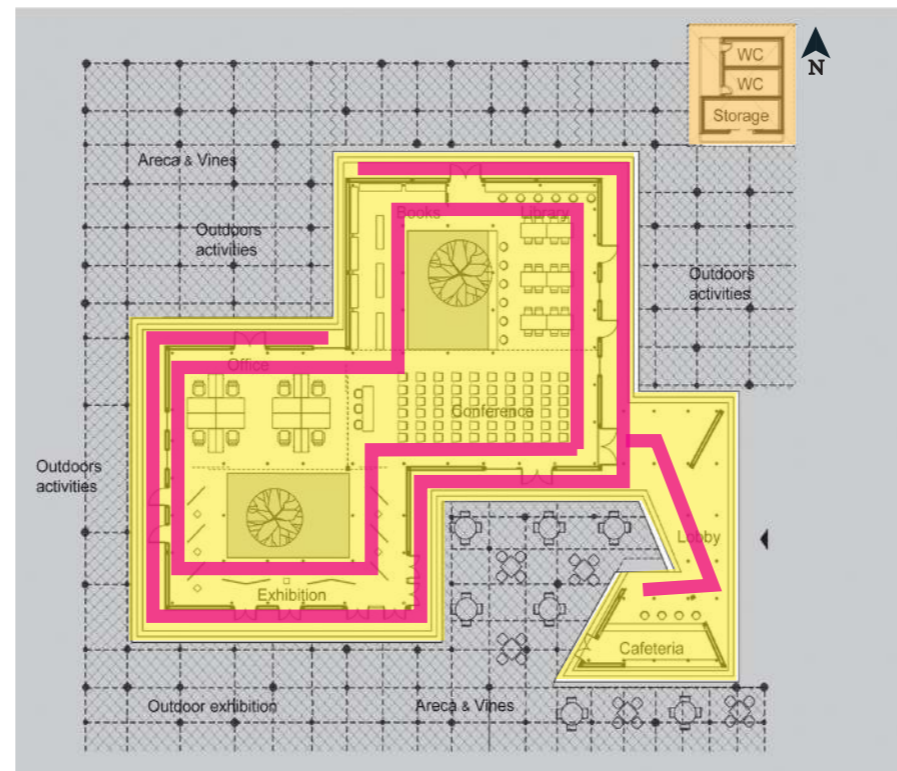 WC
N
WC
Storage
Areca & Vines
Books
Library
Outdoors
activities
Outdoors
activities
Office
Conference
Outdoors
activities
Lobby
Exhibition
Cafeteria
Outdoor exhibition
Areca & Vines